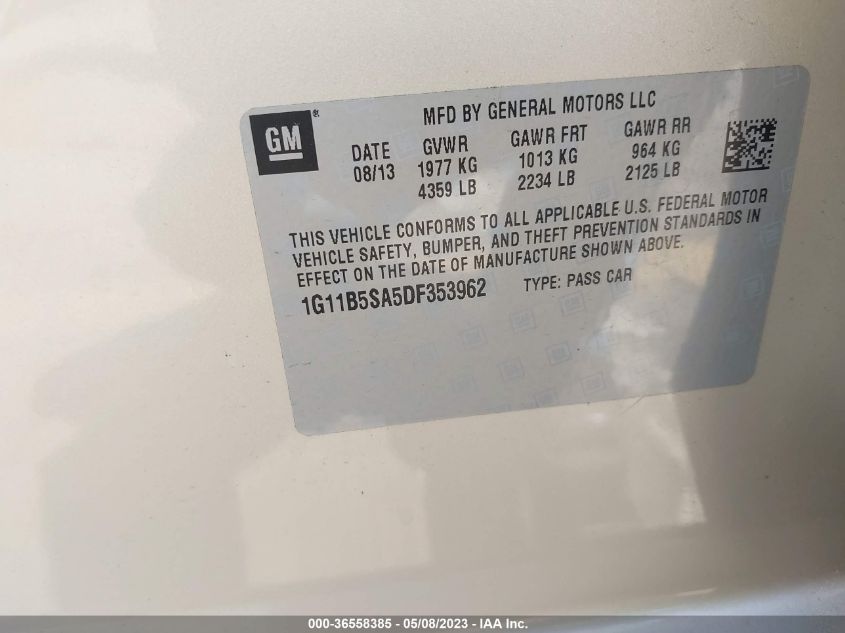 MFD BY GENERAL MOTORS LLC
GM®
DATE GVWR GAWR FRT GAWR RR
08/13 1977 KG 1013 KG 964 KG
4359 LB 2234 LB 2125 LB
THIS VEHICLE CONFORMS TO ALL APPLICABLE U.S. FEDERAL MOTOR
VEHICLE SAFETY, BUMPER, AND THEFT PREVENTION STANDARDS IN
EFFECT ON THE DATE OF MANUFACTURE SHOWN ABOVE.
1G11B5SA5DF353962 TYPE: PASS CAR
000-36558385 - 05/08/2023 - IAA Inc.